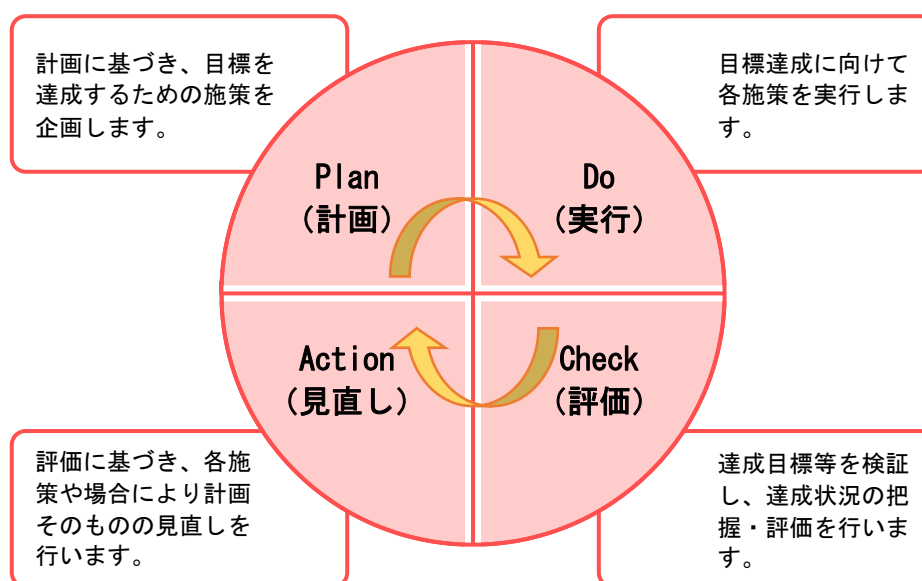 計画に基づき、目標を
達成するための施策を
企画します。
目標達成に向けて
各施策を実行しま
す。
Plan
（計画）
Do
（実行）
Action
（見直し）
Check
（評価）
評価に基づき、各施
策や場合により計画
そのものの見直しを
行います。
達成目標等を検証
し、達成状況の把
握・評価を行いま
す。